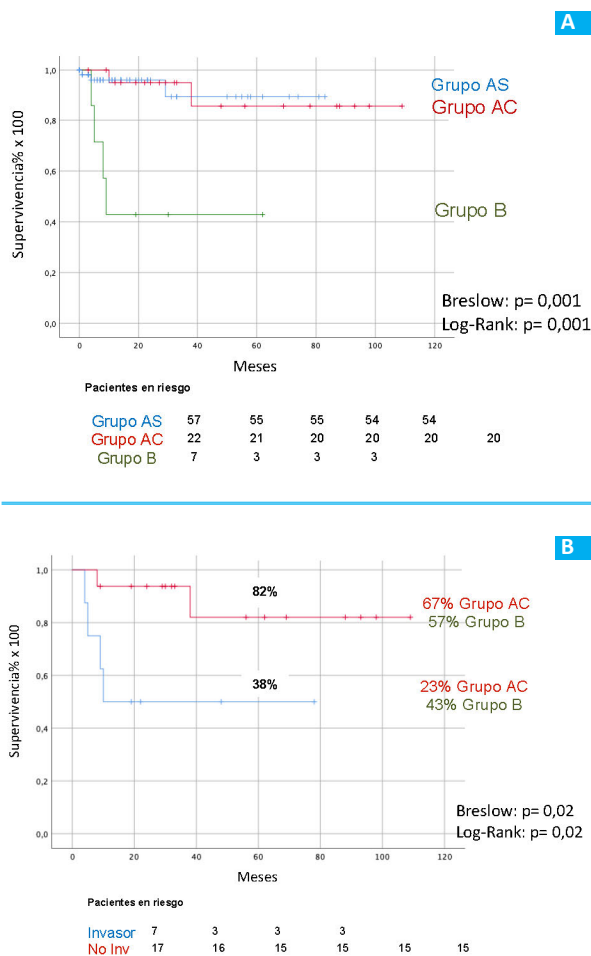 A
Supervivencia% x 100
1,0
0,8
0,6
0,4
0,2
0,0
0 20 40 60 80 100 120
Meses
Grupo AS
Grupo AC
Grupo B
Breslow: p= 0,001
Log-Rank: p= 0,001
Pacientes en riesgo
Grupo AS 57 55 55 54 54
Grupo AC 22 21 20 20 20 20
Grupo B 7 3 3 3
B
Supervivencia% x 100
1,0
0,8
0,6
0,4
0,2
0,0
0 20 40 60 80 100 120
Meses
82%
38%
67% Grupo AC
57% Grupo B
23% Grupo AC
43% Grupo B
Breslow: p= 0,02
Log-Rank: p= 0,02
Pacientes en riesgo
Invasor 7 3 3 3
No Inv 17 16 15 15 15 15